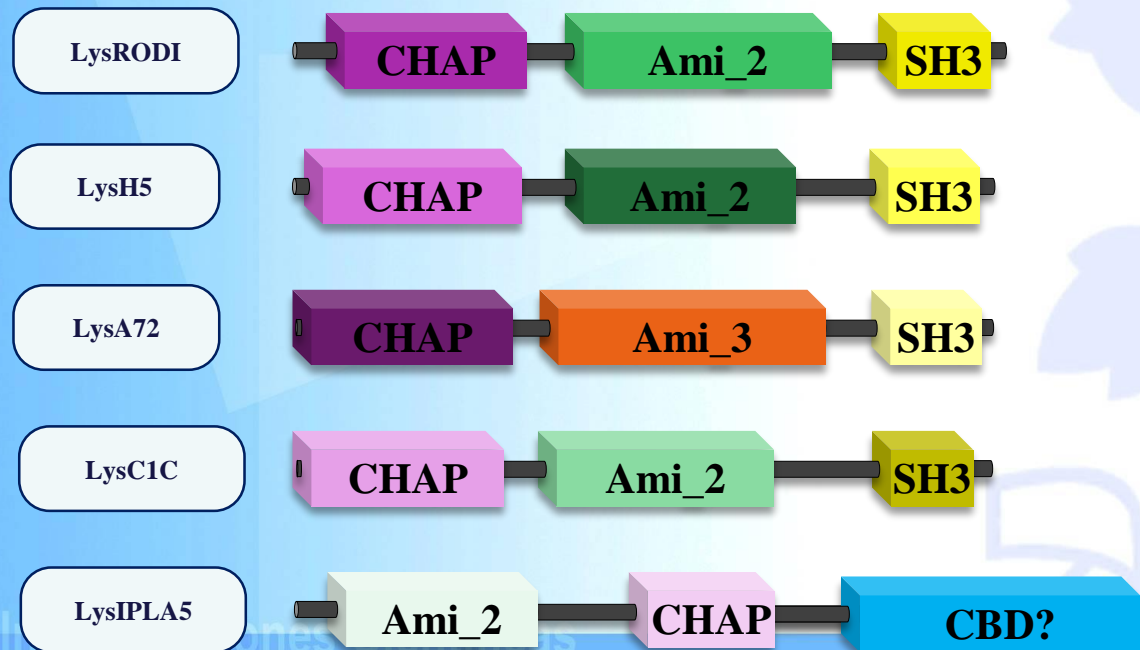 LysRODI CHAP Ami_2 SH3
LysH5 CHAP Ami_2 SH3
LysA72 CHAP Ami_3 SH3
LysC1C CHAP Ami_2 SH3
LysIPLA5 Ami_2 CHAP CBD?